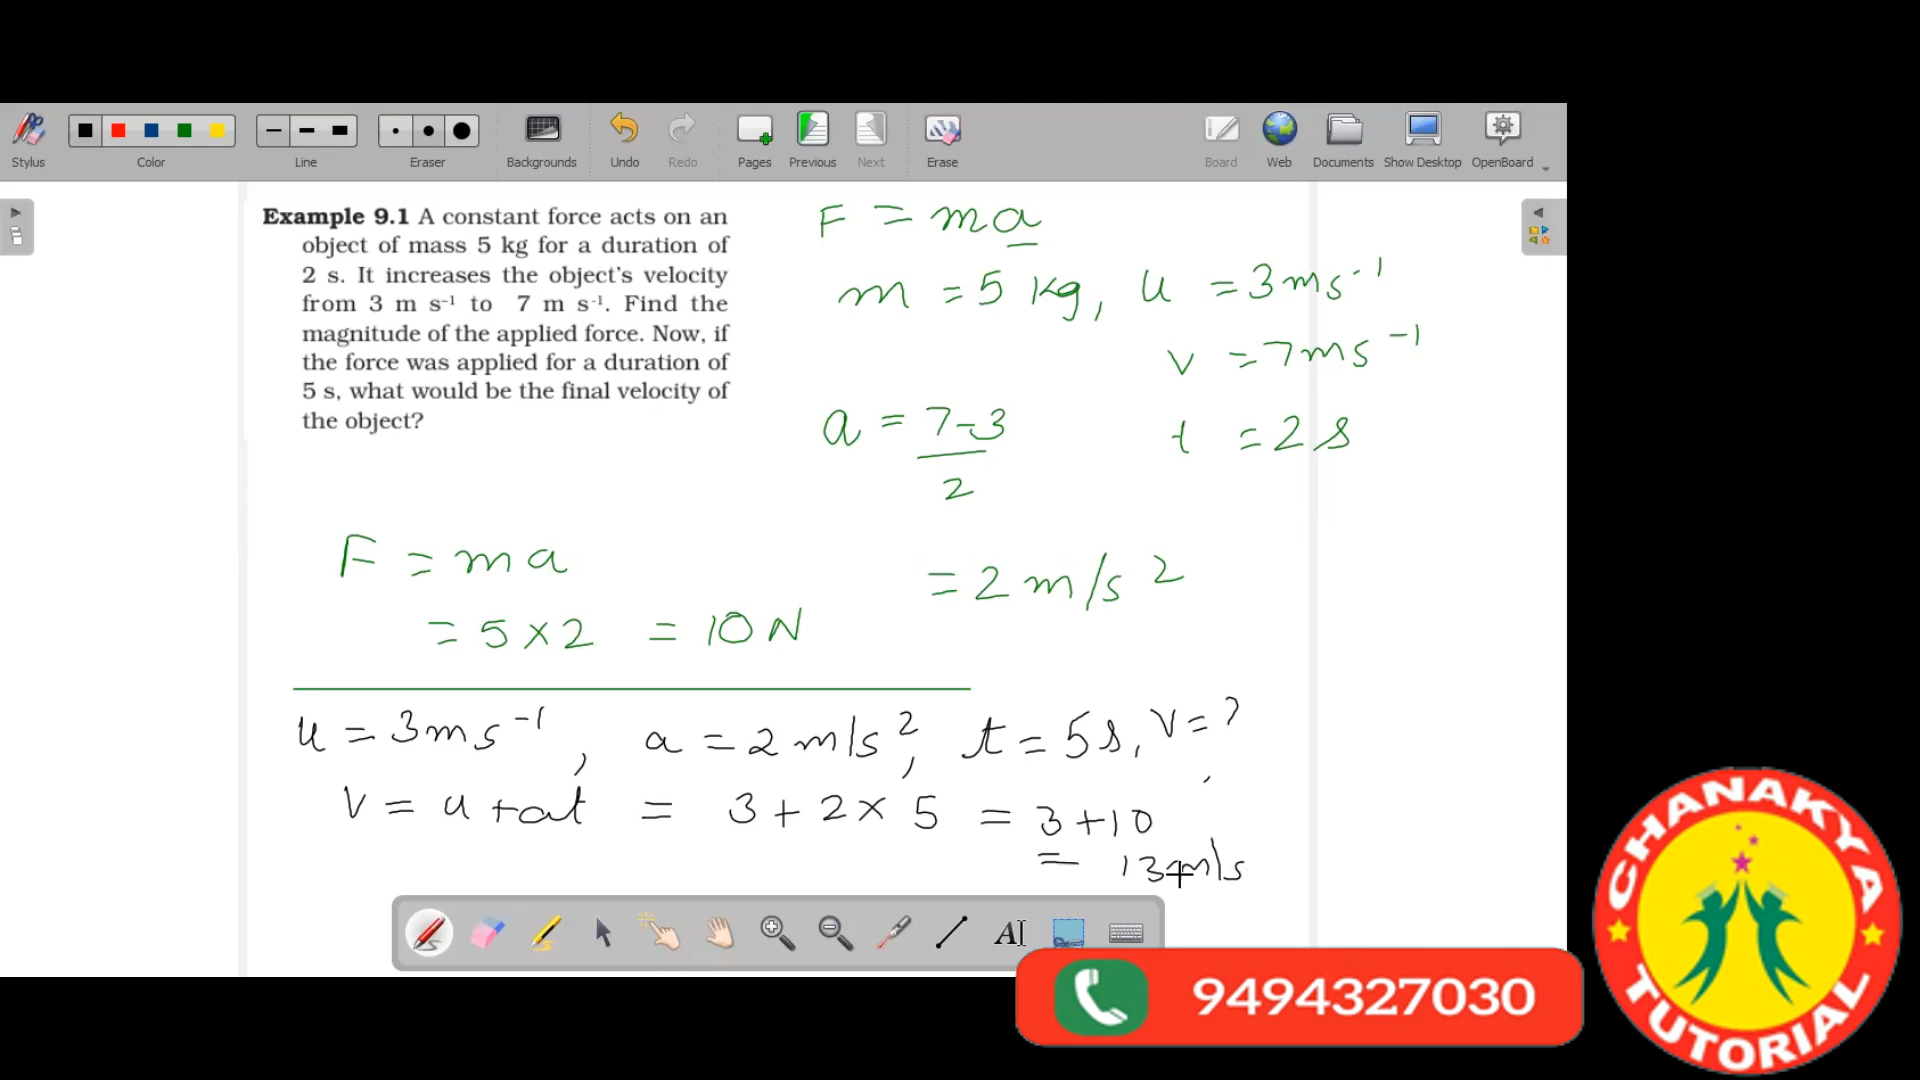 Stylus
Color
Line
Eraser
Backgrounds
Undo
Redo
Pages
Previous
Next
Erase
Board
Web
Documents
Show Desktop
OpenBoard
Example 9.1 A constant force acts on an
object of mass 5 kg for a duration of
2 s. It increases the object's velocity
from 3 m s⁻¹ to 7 m s⁻¹. Find the
magnitude of the applied force. Now, if
the force was applied for a duration of
5 s, what would be the final velocity of
the object?
F = ma
m = 5 kg, u = 3ms⁻¹
v = 7ms⁻¹
t = 2s
a = 7-3
2
= 2 m/s²
F = ma
= 5 × 2 = 10 N
u = 3ms⁻¹, a = 2 m/s², t = 5s, v = ?
V = u + at = 3 + 2 × 5 = 3 + 10
= 13 m/s
AI
9494327030
CHANAKYA
TUTORIAL